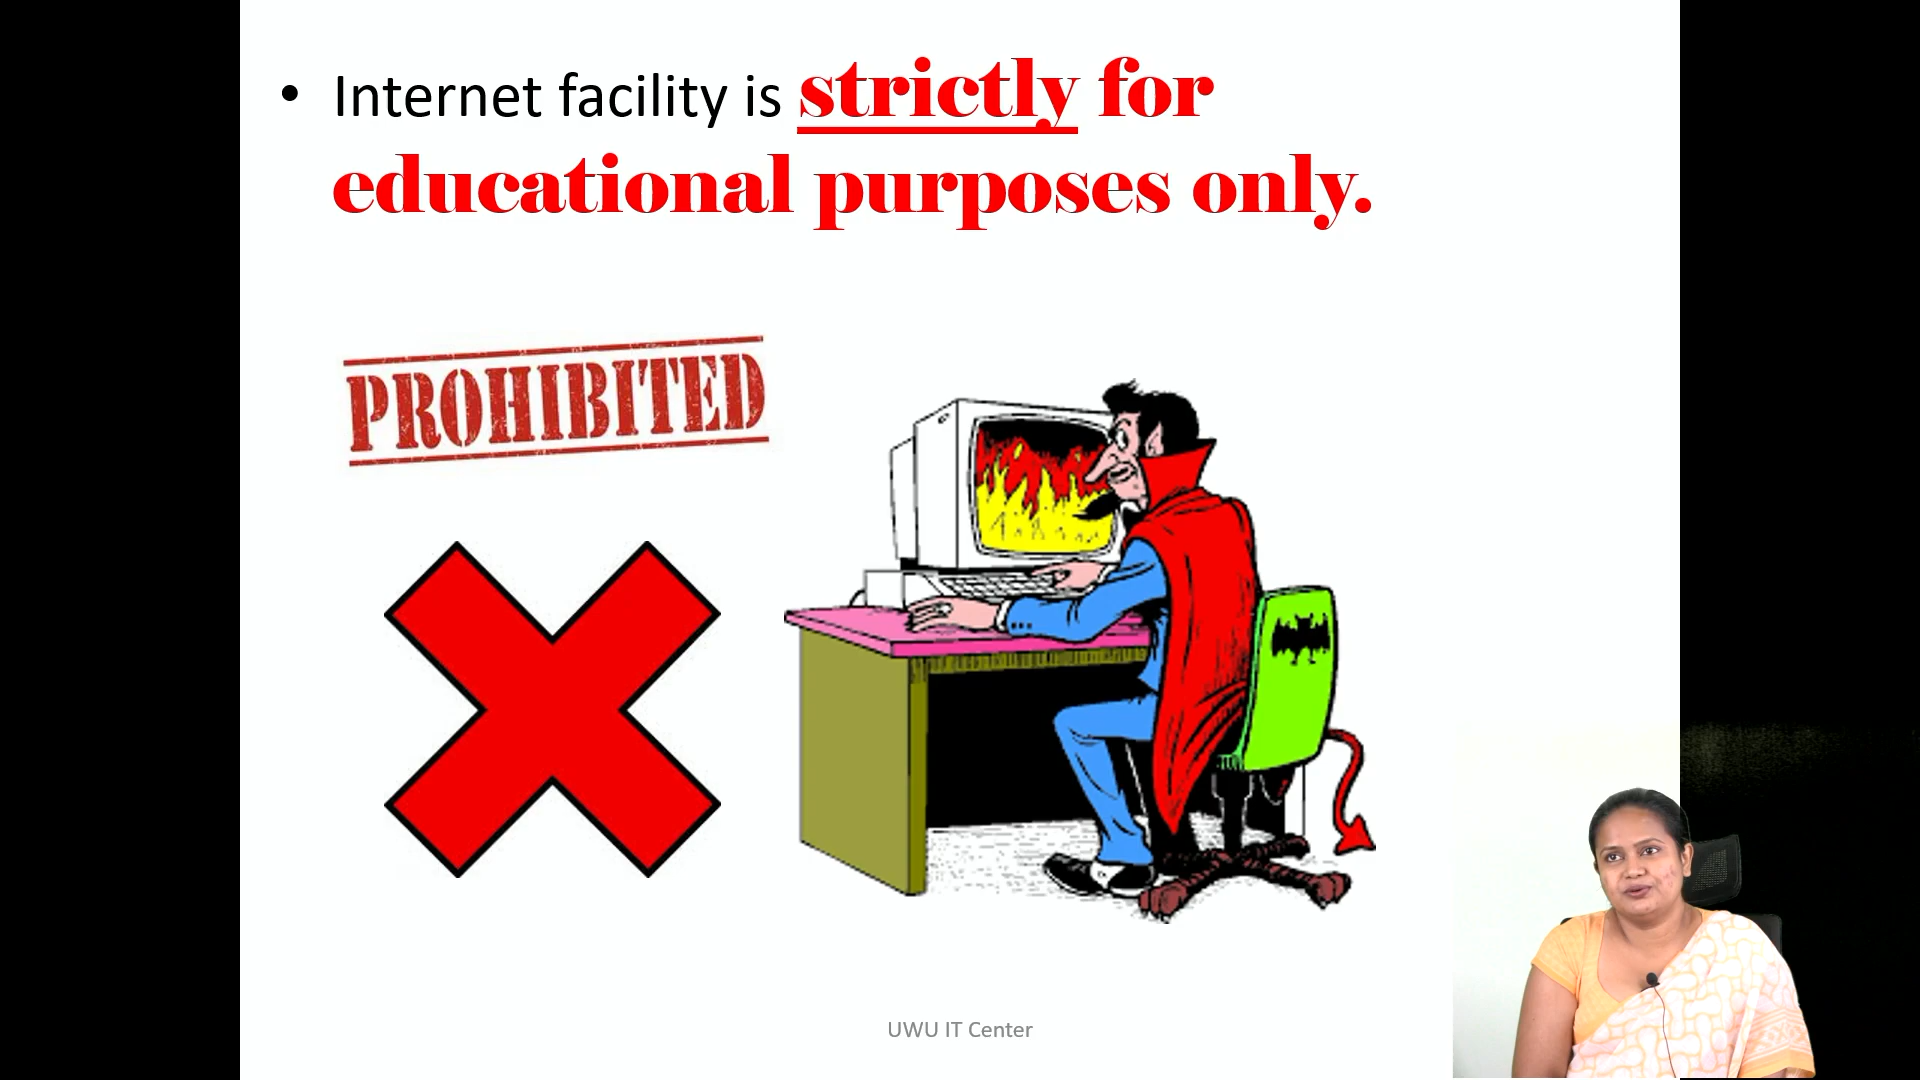 • Internet facility is strictly for
educational purposes only.
PROHIBITED
UWU IT Center